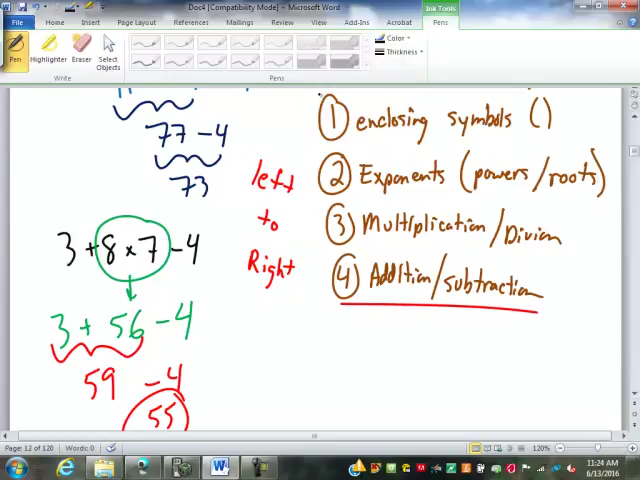 Doc4 [Compatibility Mode] - Microsoft Word
Ink Tools
File
Home
Insert
Page Layout
References
Mailings
Review
View
Add-Ins
Acrobat
Pens
Pen
Highlighter
Eraser
Select Objects
Color
Thickness
Write
Pens
77 - 4
73
3 + 8 × 7 - 4
3 + 56 - 4
59 - 4
55
left
to
Right
① enclosing symbols ()
② Exponents (powers/roots)
③ Multiplication/Divion
④ Addition/subtraction
Page: 12 of 120
Words: 0
120%
11:24 AM
6/13/2016